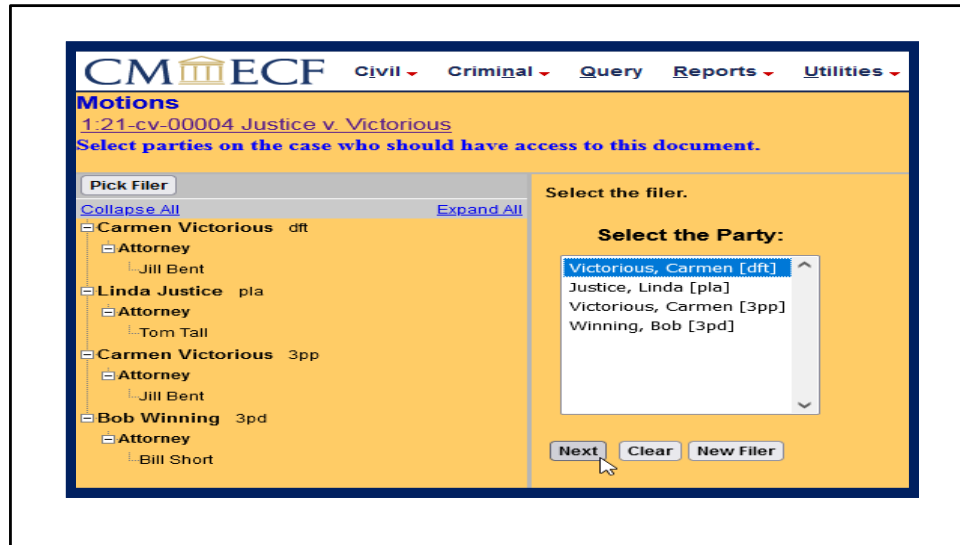 CM ECF Civil Criminal Query Reports Utilities
Motions
1:21-cv-00004 Justice v. Victorious
Select parties on the case who should have access to this document.
Pick Filer
Collapse All Expand All
Carmen Victorious dft
Attorney
Jill Bent
Linda Justice pla
Attorney
Tom Tall
Carmen Victorious 3pp
Attorney
Jill Bent
Bob Winning 3pd
Attorney
Bill Short
Select the filer.
Select the Party:
Victorious, Carmen [dft]
Justice, Linda [pla]
Victorious, Carmen [3pp]
Winning, Bob [3pd]
Next Clear New Filer